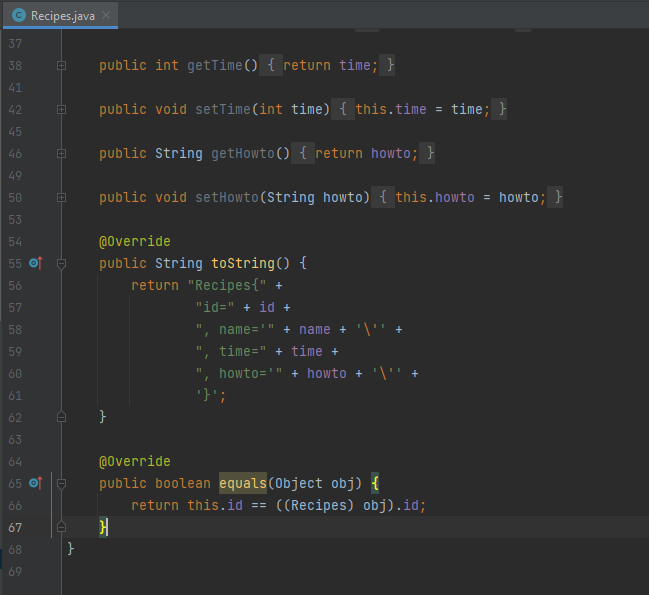 Recipes.java
37
38 public int getTime() { return time; }
41
42 public void setTime(int time) { this.time = time; }
45
46 public String getHowto() { return howto; }
49
50 public void setHowto(String howto) { this.howto = howto; }
53
54 @Override
55 public String toString() {
56 return "Recipes{" +
57 "id=" + id +
58 ", name='" + name + '\'' +
59 ", time=" + time +
60 ", howto='" + howto + '\'' +
61 '}';
62 }
63
64 @Override
65 public boolean equals(Object obj) {
66 return this.id == ((Recipes) obj).id;
67 }
68 }
69